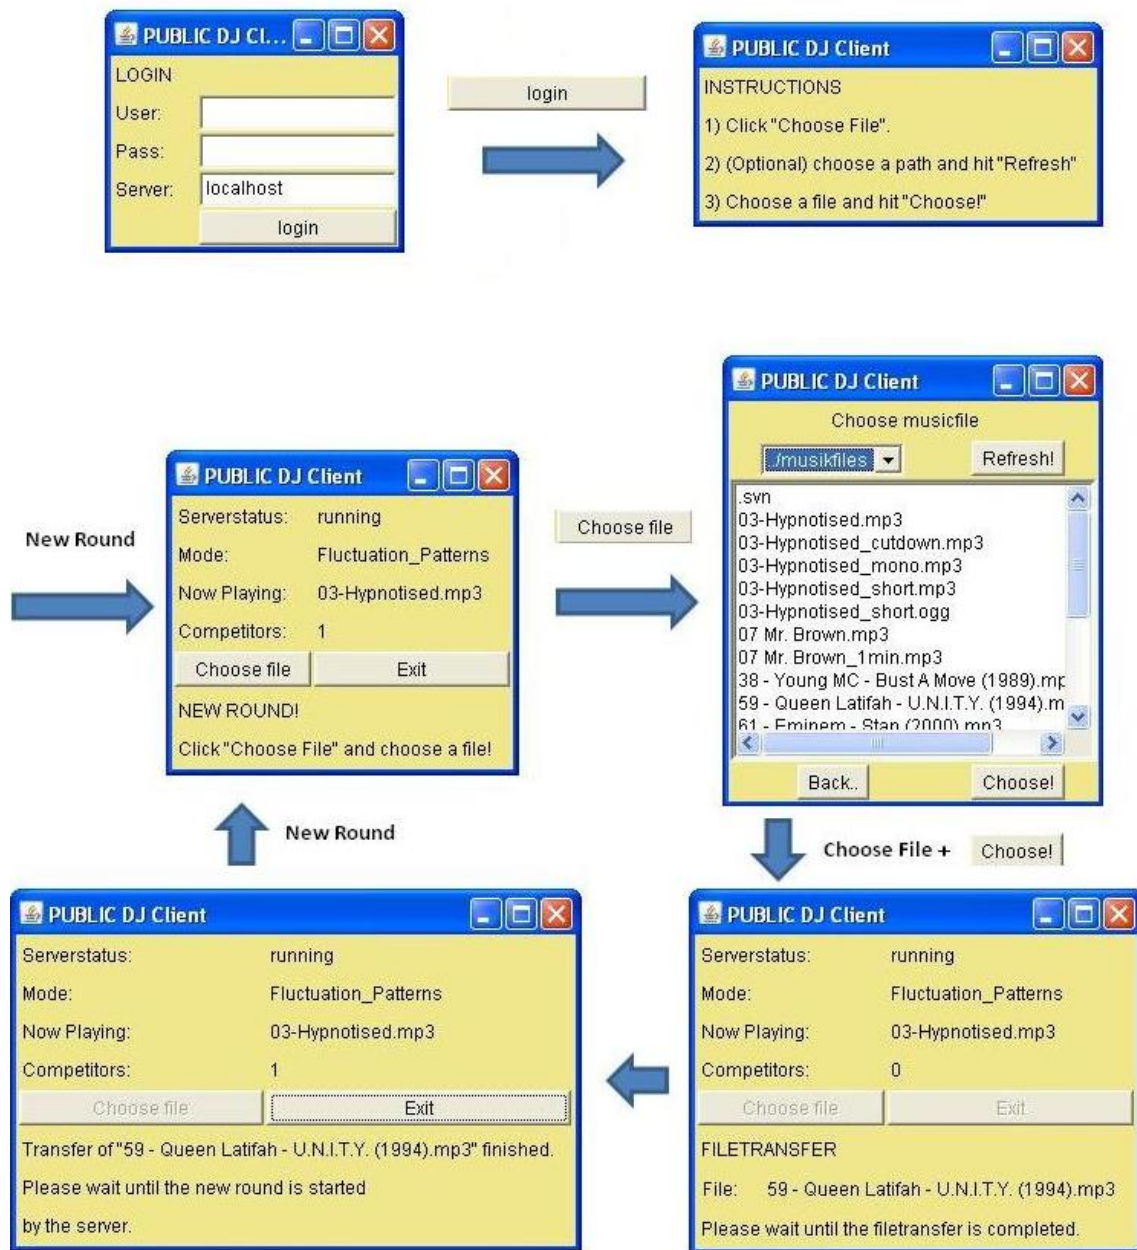 PUBLIC DJ Cl...
LOGIN
User:
Pass:
Server: localhost
login
login
PUBLIC DJ Client
INSTRUCTIONS
1) Click "Choose File".
2) (Optional) choose a path and hit "Refresh"
3) Choose a file and hit "Choose!"
New Round
PUBLIC DJ Client
Serverstatus: running
Mode: Fluctuation_Patterns
Now Playing: 03-Hypnotised.mp3
Competitors: 1
Choose file Exit
NEW ROUND!
Click "Choose File" and choose a file!
Choose file
PUBLIC DJ Client
Choose musicfile
./musikfiles Refresh!
.svn
03-Hypnotised.mp3
03-Hypnotised_cutdown.mp3
03-Hypnotised_mono.mp3
03-Hypnotised_short.mp3
03-Hypnotised_short.ogg
07 Mr. Brown.mp3
07 Mr. Brown_1min.mp3
38 - Young MC - Bust A Move (1989).mp
59 - Queen Latifah - U.N.I.T.Y. (1994).m
61 - Eminem - Stan (2000).mp3
Back.. Choose!
Choose File + Choose!
PUBLIC DJ Client
Serverstatus: running
Mode: Fluctuation_Patterns
Now Playing: 03-Hypnotised.mp3
Competitors: 0
Choose file Exit
FILETRANSFER
File: 59 - Queen Latifah - U.N.I.T.Y. (1994).mp3
Please wait until the filetransfer is completed.
PUBLIC DJ Client
Serverstatus: running
Mode: Fluctuation_Patterns
Now Playing: 03-Hypnotised.mp3
Competitors: 1
Choose file Exit
Transfer of "59 - Queen Latifah - U.N.I.T.Y. (1994).mp3" finished.
Please wait until the new round is started
by the server.
New Round